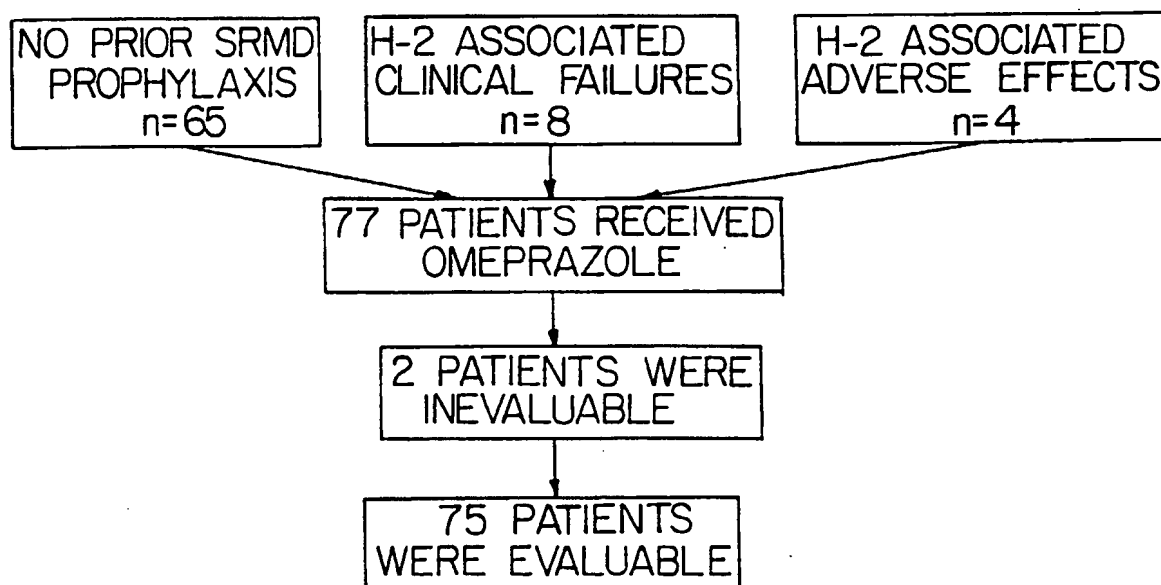 NO PRIOR SRMD
PROPHYLAXIS
n=65
H-2 ASSOCIATED
CLINICAL FAILURES
n=8
H-2 ASSOCIATED
ADVERSE EFFECTS
n=4
77 PATIENTS RECEIVED
OMEPRAZOLE
2 PATIENTS WERE
INEVALUABLE
75 PATIENTS
WERE EVALUABLE